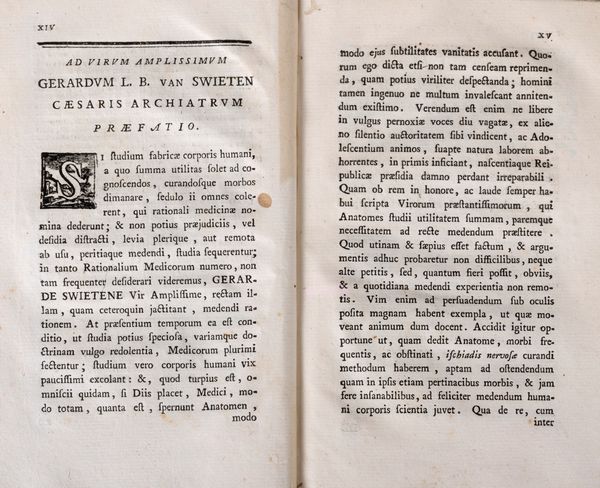 XIV
AD VIRVM AMPLISSIMVM
GERARDVM L. B. VAN SWIETEN
CÆSARIS ARCHIATRVM
PRÆFATIO.
SI ſtudium fabricæ corporis humani,
a quo ſumma utilitas ſolet ad co-
gnoſcendos, curandoſque morbos
dimanare, ſedulo ii omnes cole-
rent, qui rationali medicinæ no-
mina dederunt; & non potius præjudiciis, vel
deſidia diſtracti, levia plerique, aut remota
ab uſu, peritiaque medendi, ſtudia ſequerentur;
in tanto Rationalium Medicorum numero, non
tam frequenter deſiderari videremus, GERAR-
DE SWIETENE Vir Ampliſſime, rectam il-
lam, quam ceteroquin jactitant, medendi ra-
tionem. At præſentium temporum ea eſt con-
ditio, ut ſtudia potius ſpecioſa, variamque do-
ctrinam vulgo redolentia, Medicorum plurimi
ſectentur; ſtudium vero corporis humani vix
pauciſſimi excolant: &, quod turpius eſt, o-
mniſcii quidam, ſi Diis placet, Medici, mo-
do totam, quanta eſt, ſpernunt Anatomen,
modo
XV
modo ejus ſubtilitates vanitatis accuſant. Quo-
rum ego dicta etſi non tam cenſeam reprimen-
da, quam potius viriliter deſpectanda; homini
tamen ingenuo ne multum invaleſcant anniten-
dum exiſtimo. Verendum eſt enim ne libere
in vulgus pernoxiæ voces diu vagatæ, ex alie-
no ſilentio auctoritatem ſibi vindicent, ac Ado-
leſcentium animos, ſuapte natura laborem ab-
horrentes, in primis inficiant, naſcentiaque Rei-
publicæ præſidia damno perdant irreparabili.
Quam ob rem in honore, ac laude ſemper ha-
bui ſcripta Virorum præſtantiſſimorum, qui
Anatomes ſtudii utilitatem ſummam, paremque
neceſſitatem ad recte medendum præſtitere.
Quod utinam & ſæpius eſſet factum, & argu-
mentis adhuc probaretur non difficilibus, neque
alte petitis, ſed, quantum fieri poſſit, obviis,
& a quotidiana medendi experientia non remo-
tis. Vim enim ad perſuadendum ſub oculis
poſita magnam habent exempla, ut quæ mo-
veant animum dum docent. Accidit igitur op-
portune ut, quam dedit Anatome, morbi fre-
quentis, ac obſtinati, iſchiadis nervoſæ curandi
methodum haberem, aptam ad oſtendendum
quam in ipſis etiam pertinacibus morbis, & jam
fere inſanabilibus, ad feliciter medendum huma-
ni corporis ſcientia juvet. Qua de re, cum
inter